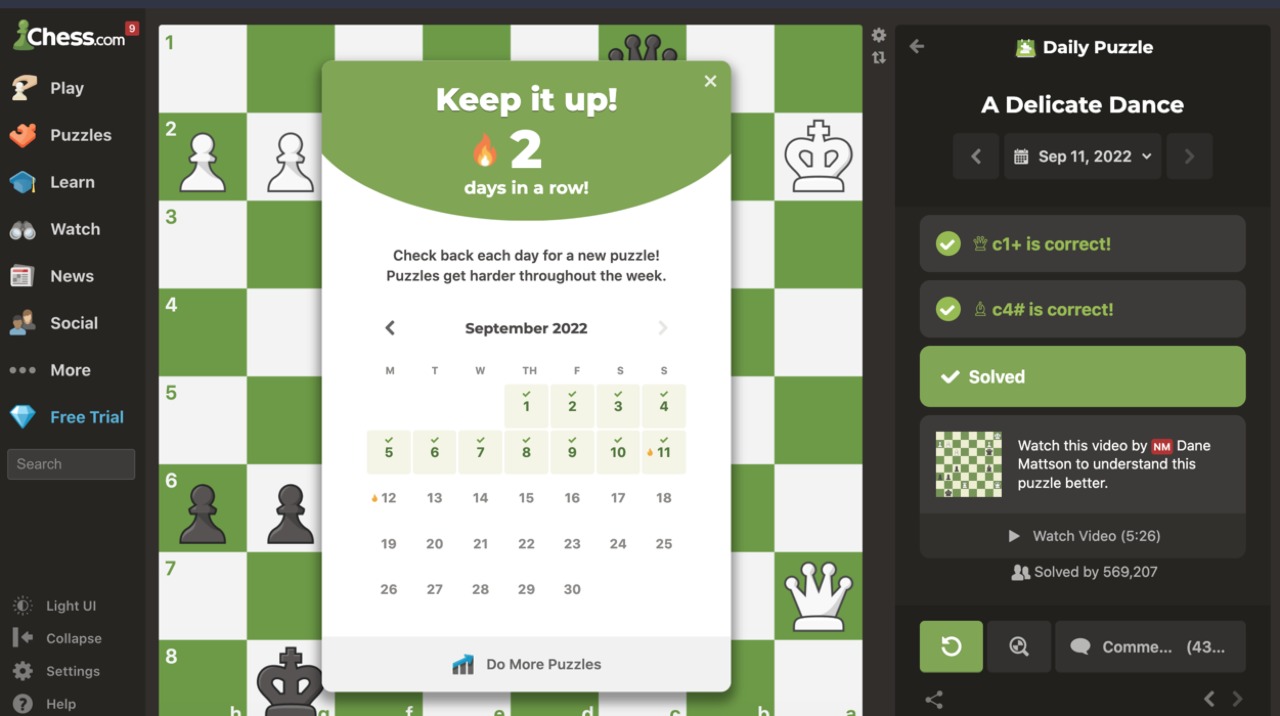 Chess.com
9
Play
Puzzles
Learn
Watch
News
Social
More
Free Trial
Search
Light UI
Collapse
Settings
Help
1
2
3
4
5
6
7
8
h
g
f
e
d
c
b
a
Keep it up!
2
days in a row!
Check back each day for a new puzzle!
Puzzles get harder throughout the week.
September 2022
M T W TH F S S
1 2 3 4
5 6 7 8 9 10 11
12 13 14 15 16 17 18
19 20 21 22 23 24 25
26 27 28 29 30
Do More Puzzles
Daily Puzzle
A Delicate Dance
Sep 11, 2022
c1+ is correct!
c4# is correct!
Solved
Watch this video by NM Dane
Mattson to understand this
puzzle better.
Watch Video (5:26)
Solved by 569,207
Comme... (43...